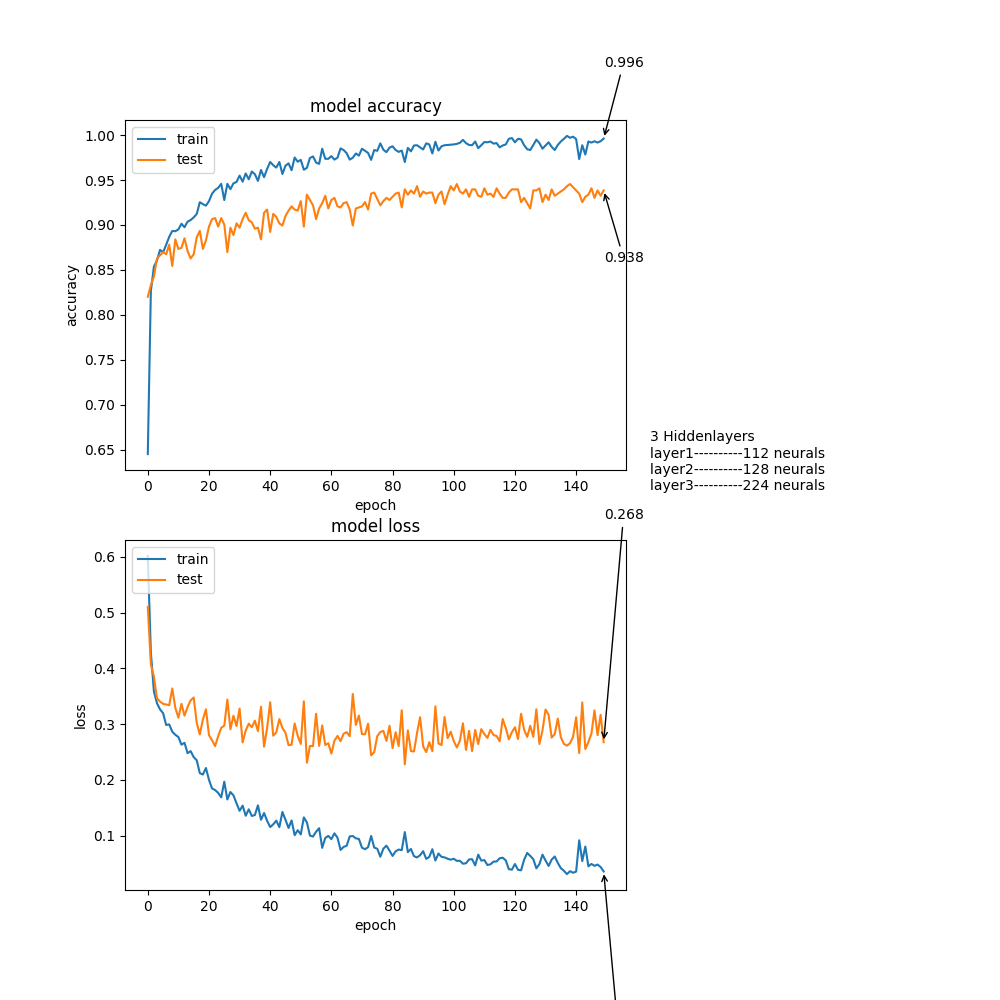 0.996
model accuracy
train
test
1.00
0.95
0.90
0.85
0.80
0.75
0.70
0.65
accuracy
0.938
0 20 40 60 80 100 120 140
epoch
3 Hiddenlayers
layer1----------112 neurals
layer2----------128 neurals
layer3----------224 neurals
0.268
model loss
train
test
0.6
0.5
0.4
0.3
0.2
0.1
loss
0 20 40 60 80 100 120 140
epoch